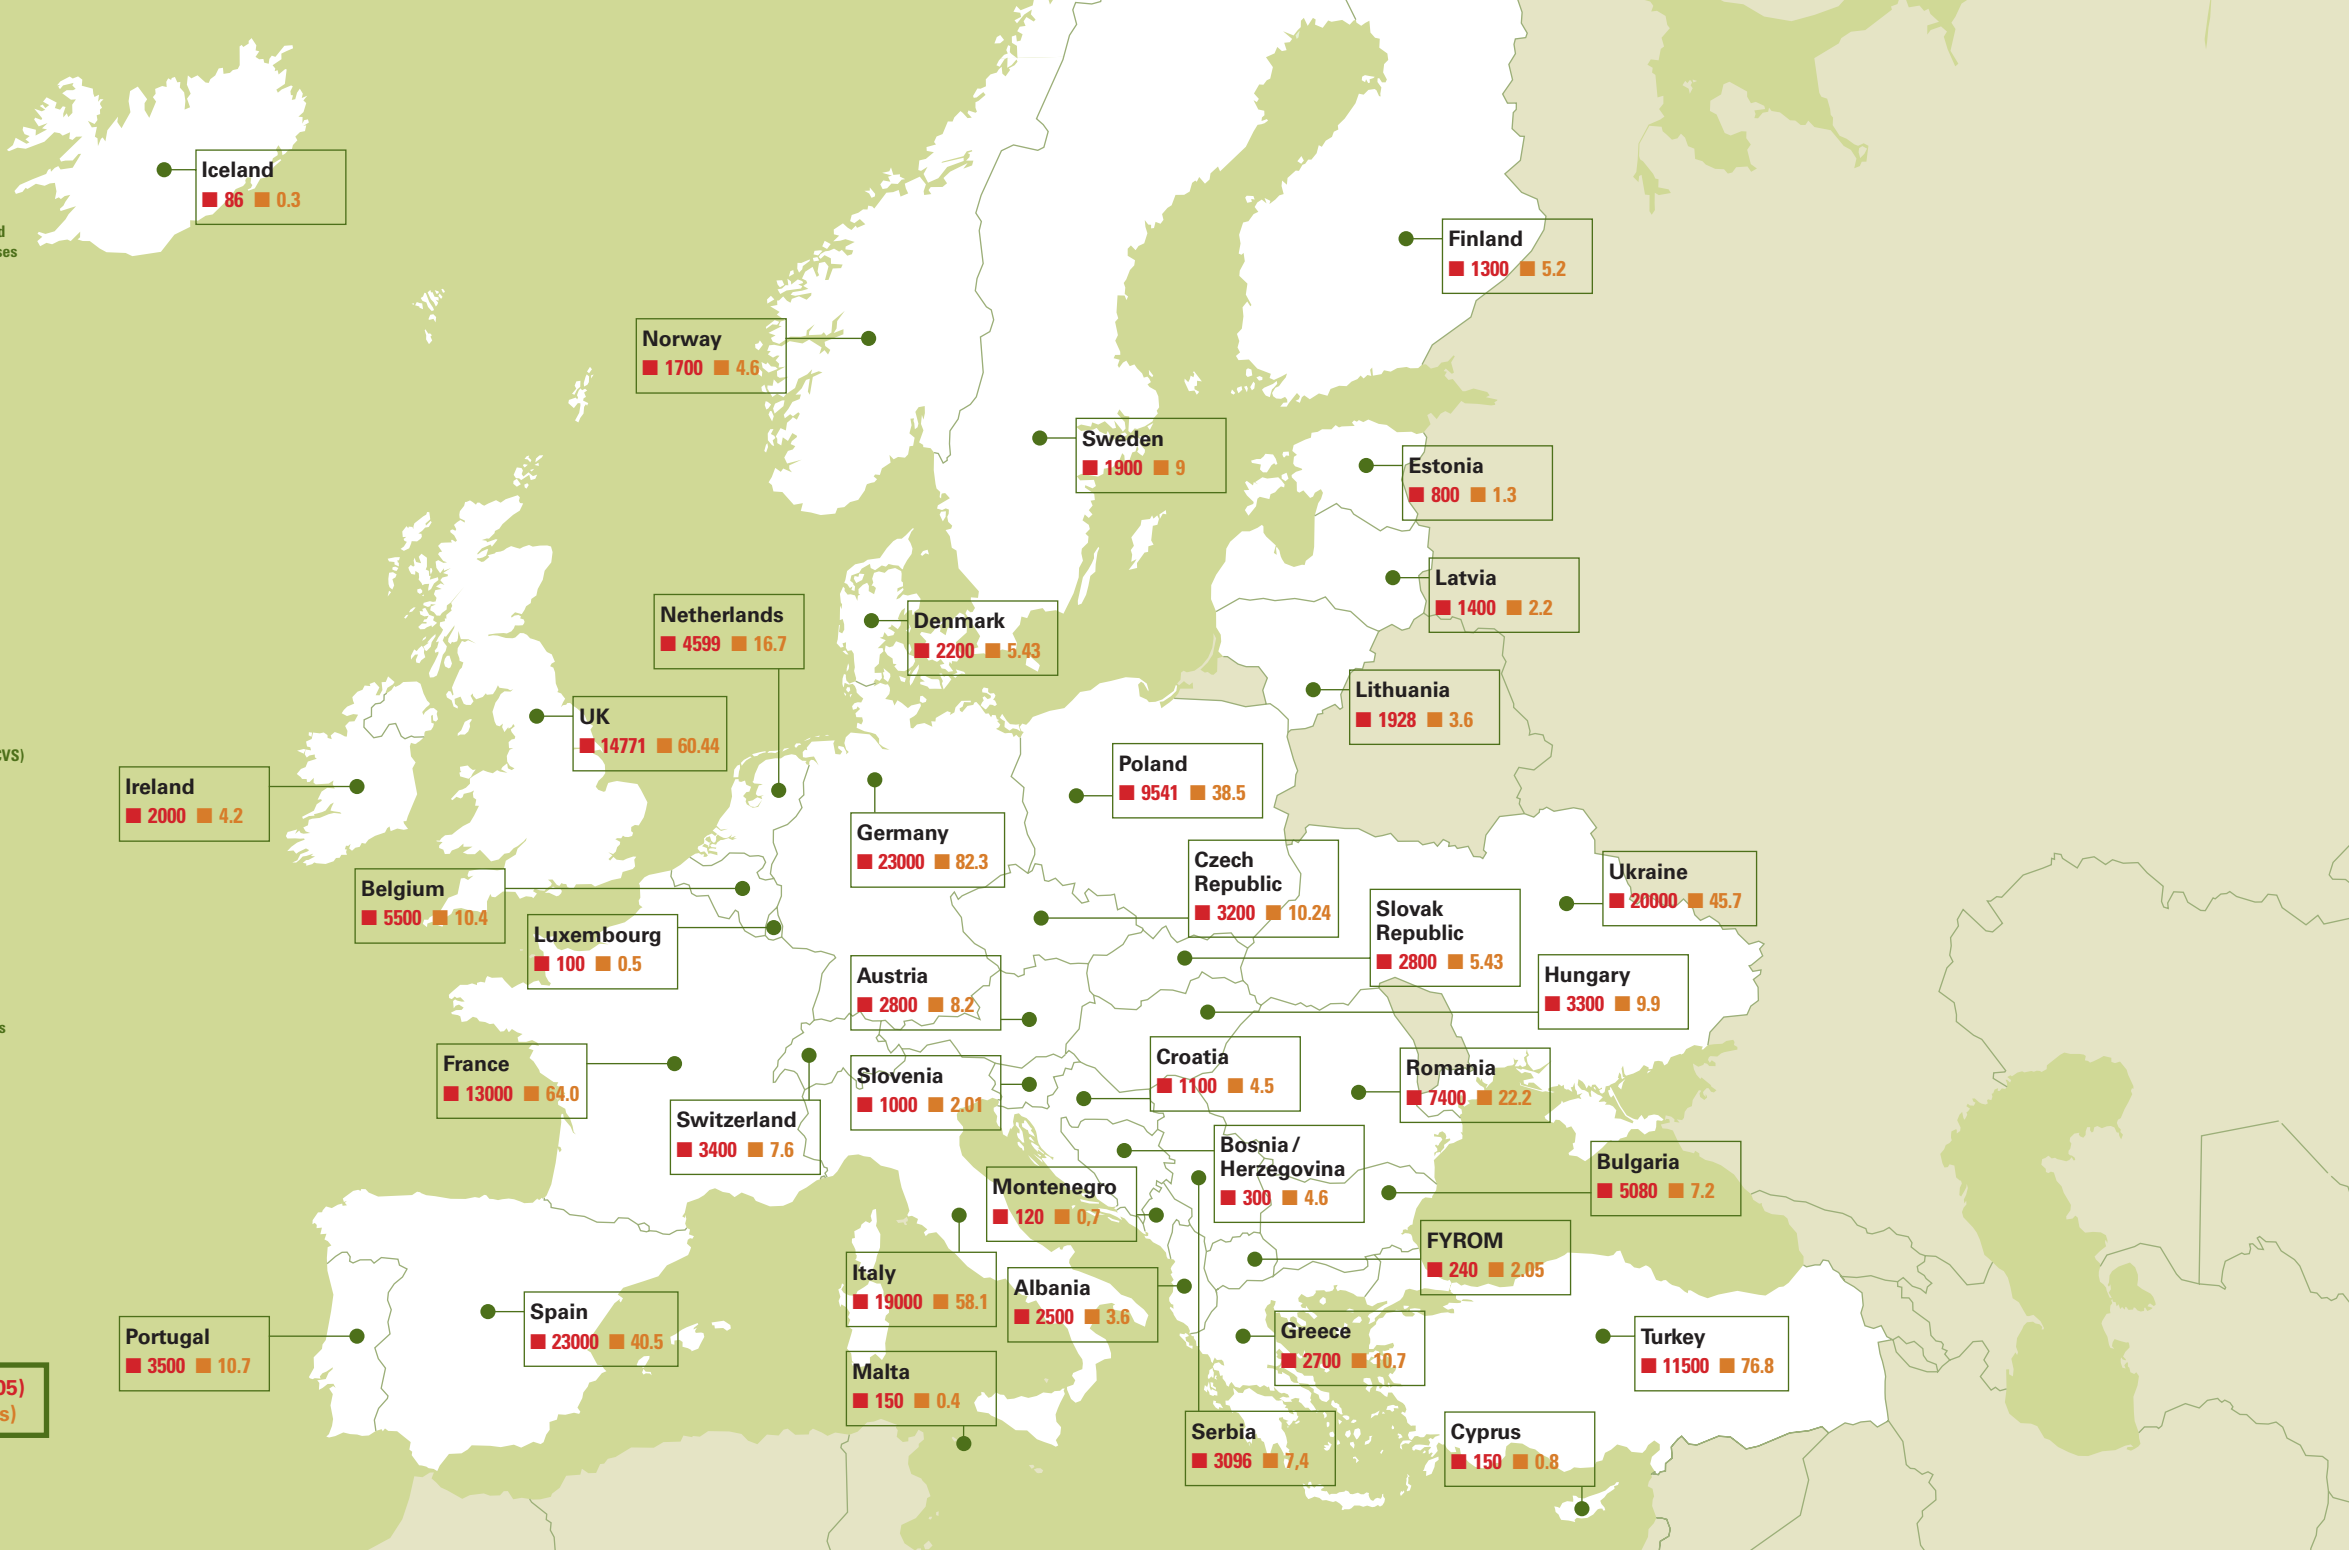 Iceland
86 0.3
d
ses
Finland
1300 5.2
Norway
1700 4.6
Sweden
1900 9
Estonia
800 1.3
Latvia
1400 2.2
Netherlands
4599 16.7
Denmark
2200 5.43
Lithuania
1928 3.6
UK
14771 60.44
CVS)
Poland
9541 38.5
Ireland
2000 4.2
Germany
23000 82.3
Czech
Republic
3200 10.24
Ukraine
20000 45.7
Belgium
5500 10.4
Slovak
Republic
2800 5.43
Luxembourg
100 0.5
Austria
2800 8.2
Hungary
3300 9.9
s
France
13000 64.0
Slovenia
1000 2.01
Croatia
1100 4.5
Romania
7400 22.2
Switzerland
3400 7.6
Bosnia /
Herzegovina
300 4.6
Bulgaria
5080 7.2
Montenegro
120 0,7
FYROM
240 2.05
Italy
19000 58.1
Albania
2500 3.6
Spain
23000 40.5
Portugal
3500 10.7
Greece
2700 10.7
Turkey
11500 76.8
Malta
150 0.4
05)
s)
Serbia
3096 7,4
Cyprus
150 0.8